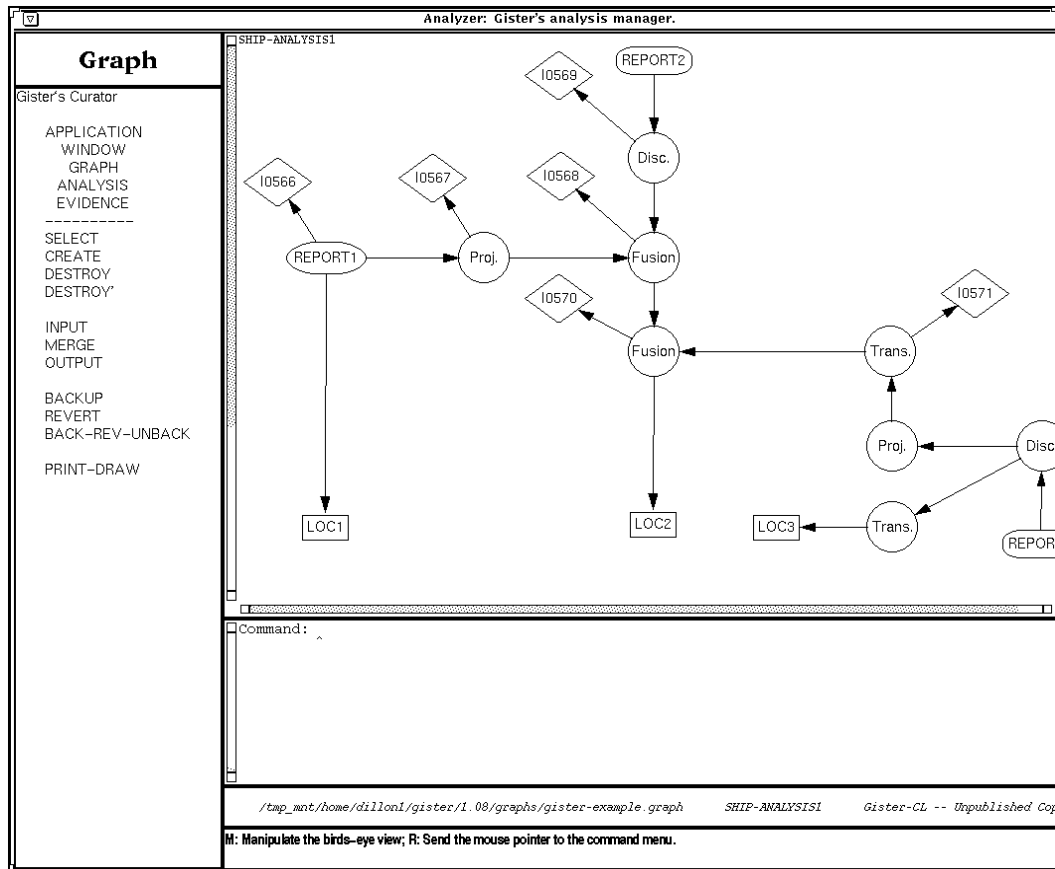 Analyzer: Gister's analysis manager.
Graph
Gister's Curator
APPLICATION
WINDOW
GRAPH
ANALYSIS
EVIDENCE
----------
SELECT
CREATE
DESTROY
DESTROY'
INPUT
MERGE
OUTPUT
BACKUP
REVERT
BACK-REV-UNBACK
PRINT-DRAW
SHIP-ANALYSIS1
REPORT2
I0569
Disc.
I0566
I0567
I0568
REPORT1
Proj.
Fusion
I0570
I0571
Fusion
Trans.
Proj.
Disc
LOC1
LOC2
LOC3
Trans.
REPOR
Command:
/tmp_mnt/home/dillon1/gister/1.08/graphs/gister-example.graph SHIP-ANALYSIS1 Gister-CL -- Unpublished Cop
M: Manipulate the birds-eye view; R: Send the mouse pointer to the command menu.